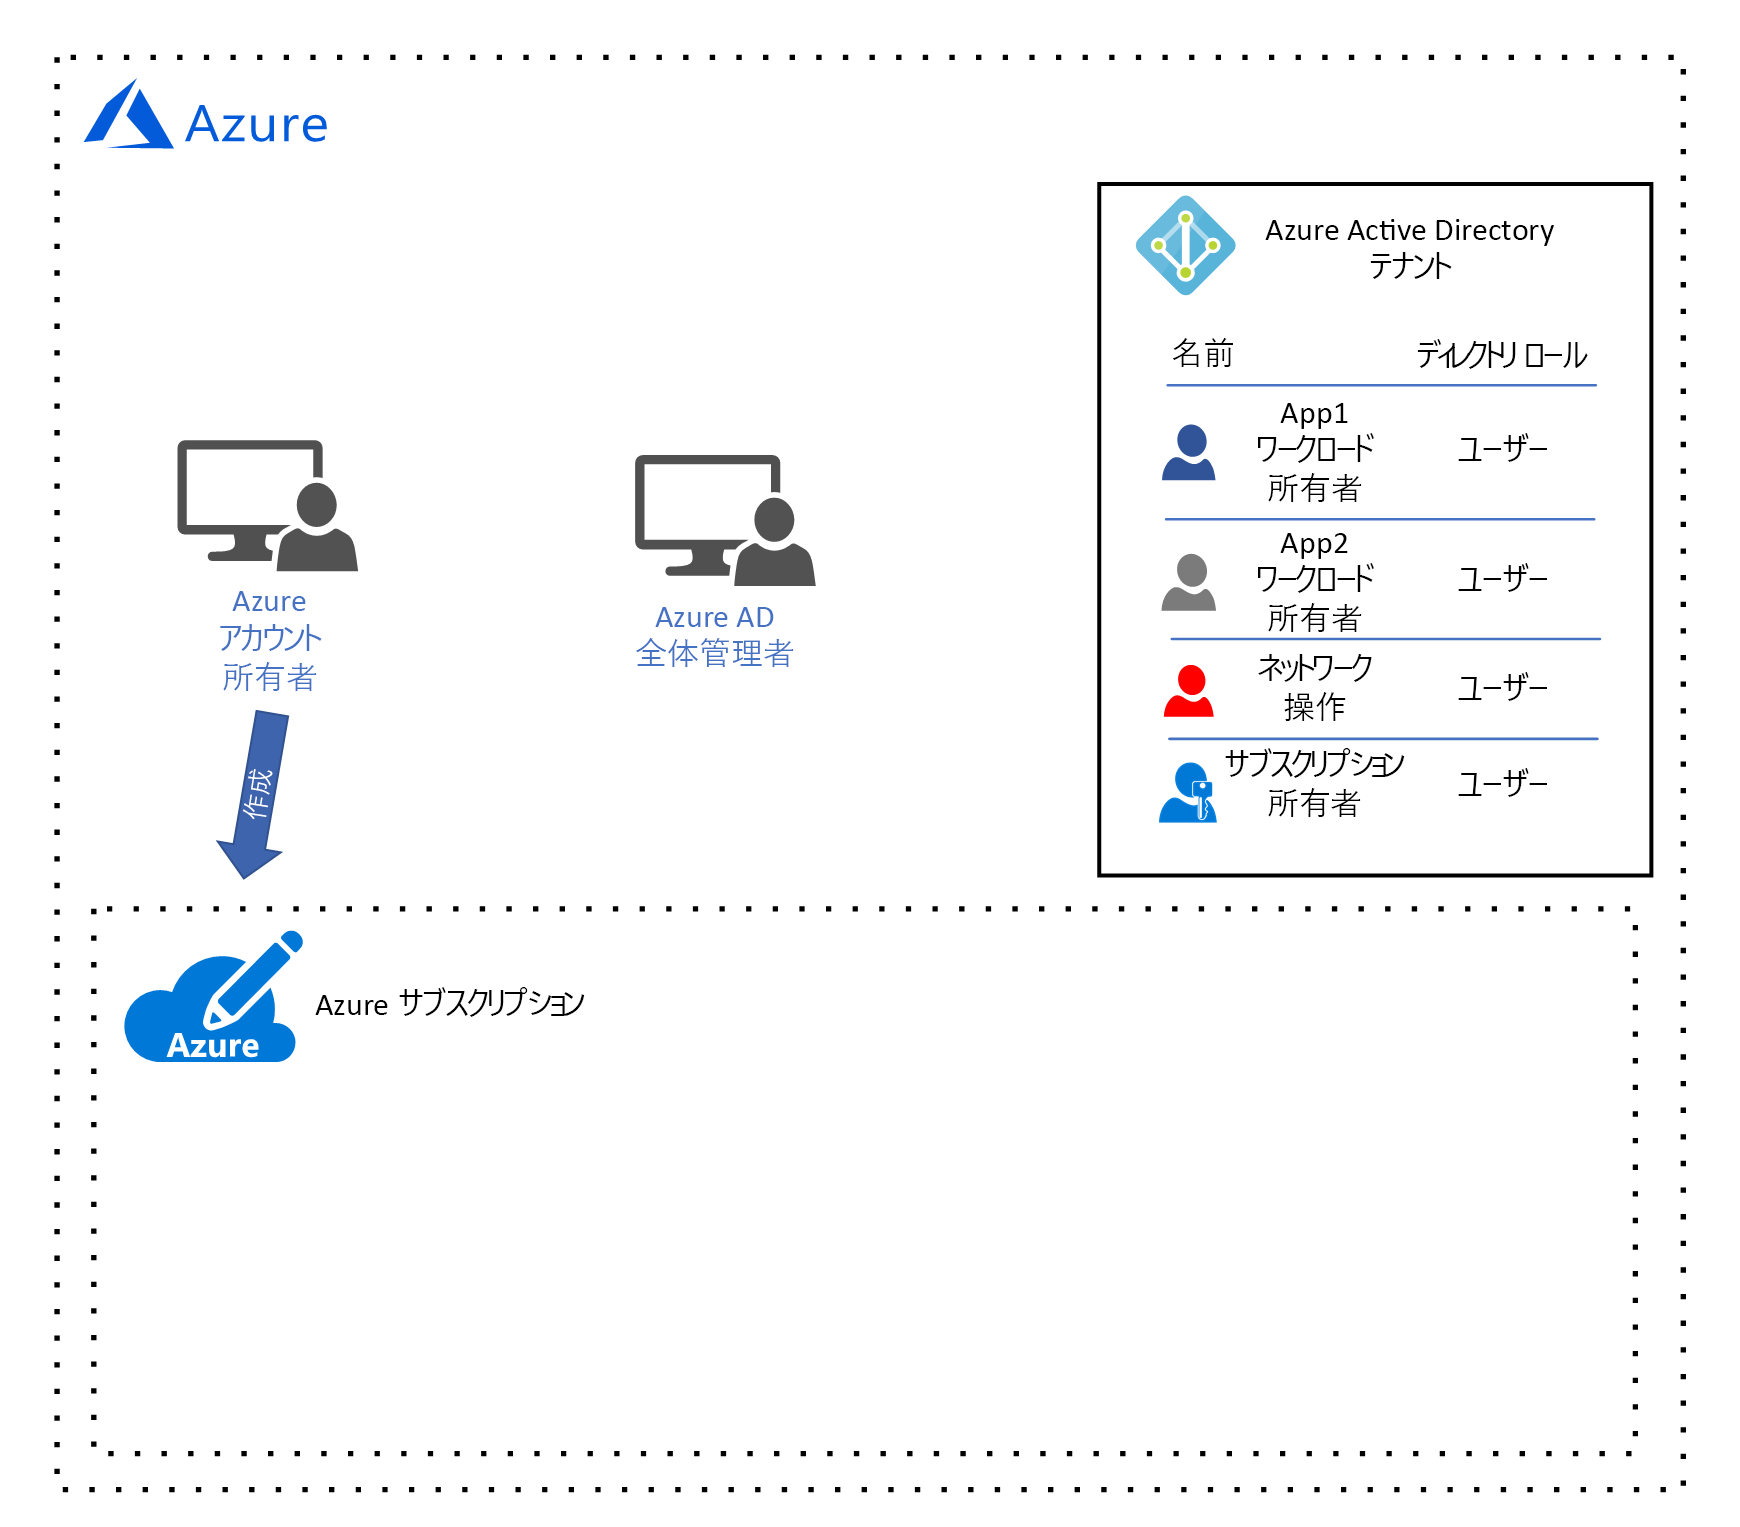 Azure
Azure Active Directory
テナント
名前
ディレクトリ ロール
App1
ワークロード
所有者
ユーザー
App2
ワークロード
所有者
ユーザー
ネットワーク
操作
ユーザー
サブスクリプション
所有者
ユーザー
Azure
アカウント
所有者
Azure AD
全体管理者
作成
Azure
Azure サブスクリプション